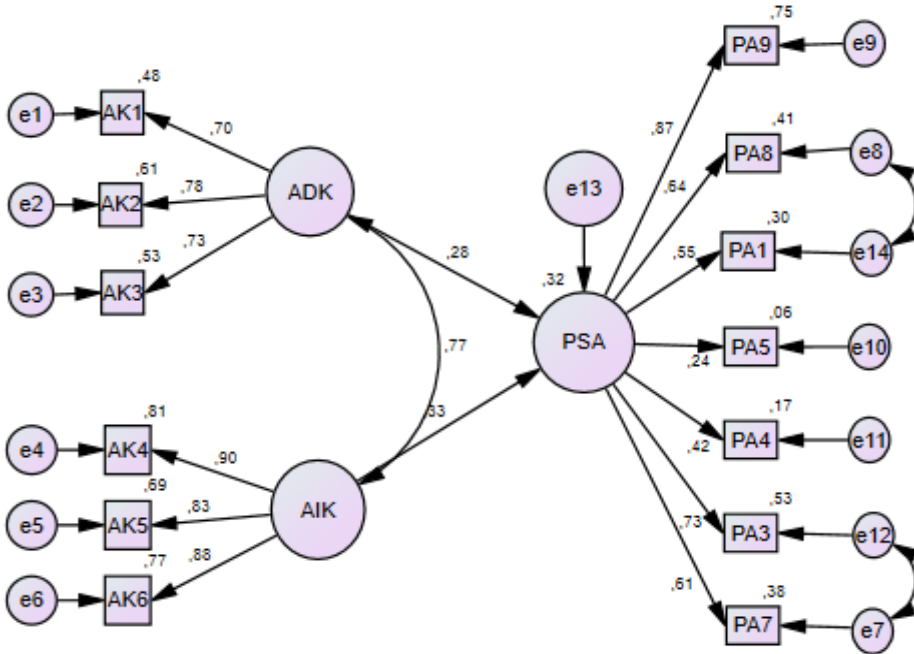 ,75
PA9
e9
,48
e1
AK1
,70
,87
,41
PA8
e8
,61
,78
ADK
e13
,64
e2
AK2
,30
,53
,73
,28
,55
PA1
e14
e3
AK3
,32
,06
PSA
PA5
e10
,77
,24
,81
,33
,17
e4
AK4
,90
,42
PA4
e11
,69
AIK
,53
e5
AK5
,83
,73
PA3
e12
,77
,88
,61
,38
e6
AK6
PA7
e7